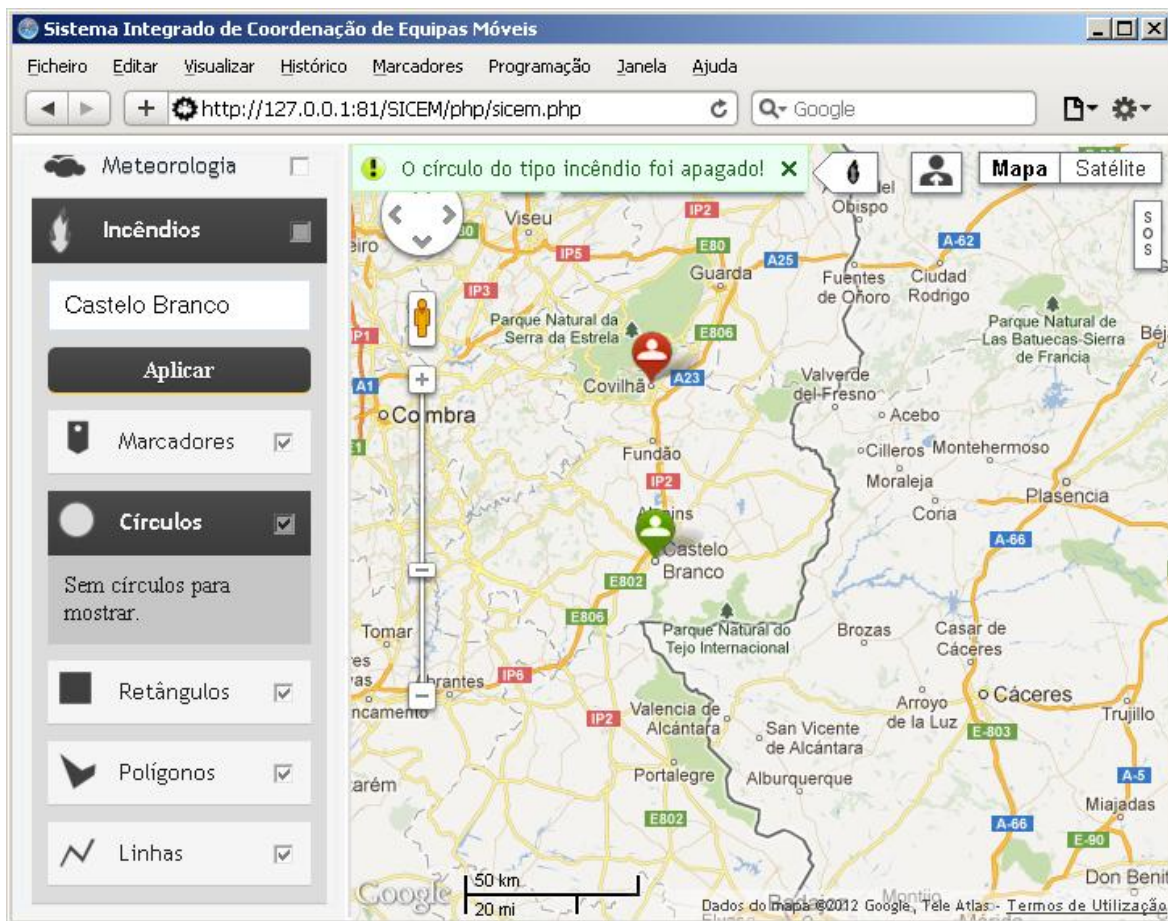 Sistema Integrado de Coordenação de Equipas Móveis
Ficheiro Editar Visualizar Histórico Marcadores Programação Janela Ajuda
http://127.0.0.1:81/SICEM/php/sicem.php
Google
Meteorologia
Incêndios
Castelo Branco
Aplicar
Marcadores
Círculos
Sem círculos para
mostrar.
Retângulos
Polígonos
Linhas
O círculo do tipo incêndio foi apagado!
Mapa
Satélite
S
O
S
Obispo
Viseu
IP2
E80
A-62
IP5
A25
Guarda
Fuentes
de Oñoro
Ciudad
Rodrigo
IP3
Parque Natural da
Serra da Estrela
E806
Parque Natural de
Las Batuecas-Sierra
de Francia
IP1
A1
Covilhã
A23
Valverde
del-Fresno
Coimbra
Acebo
E1
Fundão
Cilleros
Montehermoso
IP2
Moraleja
Plasencia
Coria
Castelo
Branco
A-66
E802
E806
Tomar
Parque Natural do
Tejo Internacional
Brozas
Casar de
Cáceres
IP6
Cáceres
Arroyo
de la Luz
Trujillo
IP2
Valencia de
Alcántara
San Vicente
de Alcántara
E-803
Portalegre
Alburquerque
A-5
Miajadas
E802
A-66
E-90
50 km
20 mi
Google
Don Benit
Dados do mapa ©2012 Google, Tele Atlas - Termos de Utilização